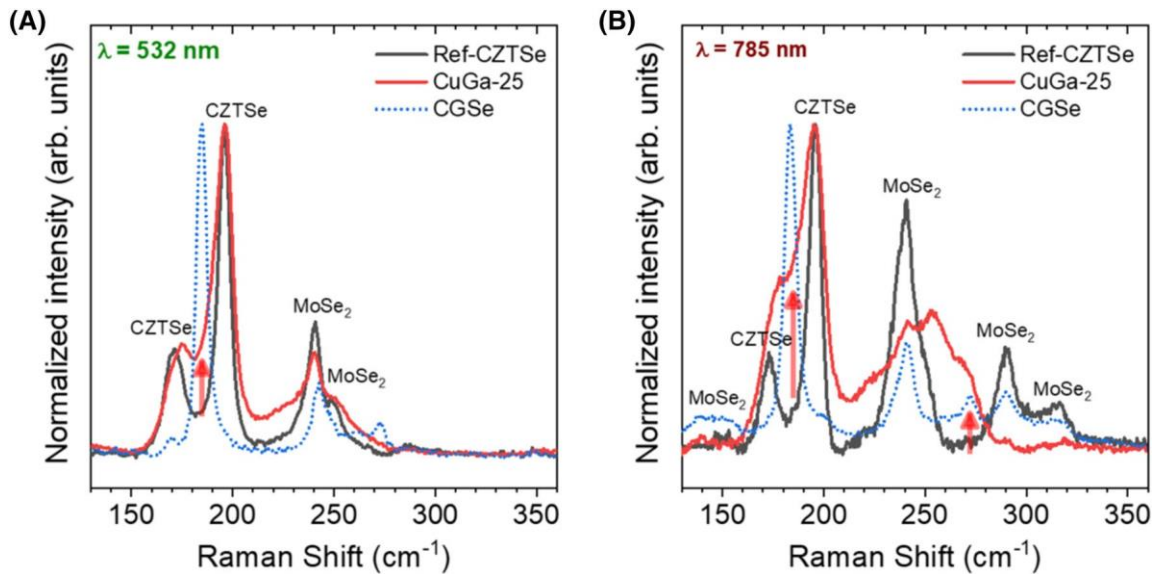 (A)
λ = 532 nm
Ref-CZTSe
CuGa-25
CGSe
CZTSe
CZTSe
MoSe₂
MoSe₂
Normalized intensity (arb. units)
150 200 250 300 350
Raman Shift (cm⁻¹)
(B)
λ = 785 nm
Ref-CZTSe
CuGa-25
CGSe
CZTSe
MoSe₂
CZTSe
MoSe₂
MoSe₂
MoSe₂
Normalized intensity (arb. units)
150 200 250 300 350
Raman Shift (cm⁻¹)